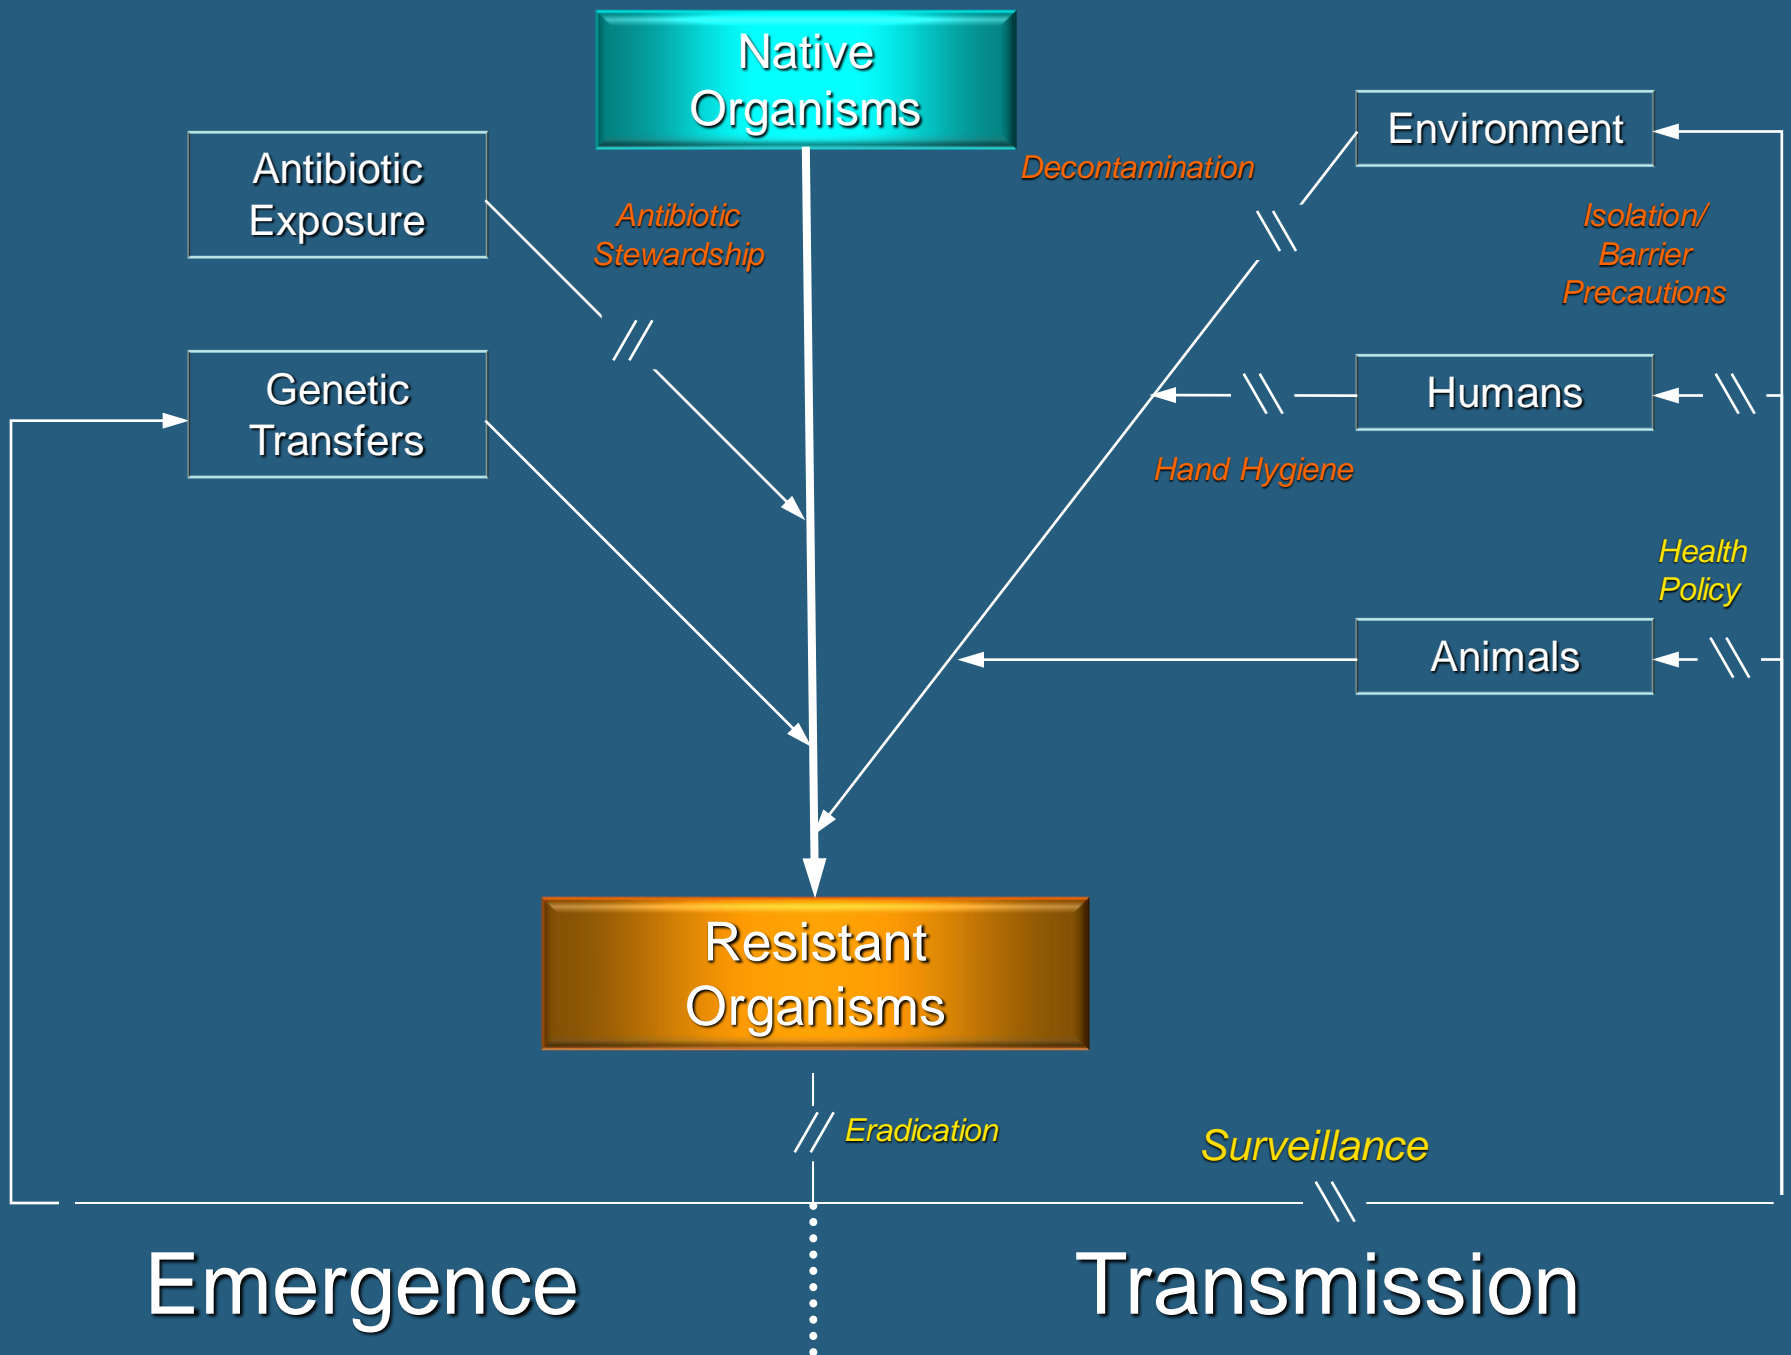 Native
Organisms
Environment
Antibiotic
Exposure
Decontamination
Antibiotic
Stewardship
Isolation/
Barrier
Precautions
Genetic
Transfers
Humans
Hand Hygiene
Health
Policy
Animals
Resistant
Organisms
Eradication
Surveillance
Emergence
Transmission